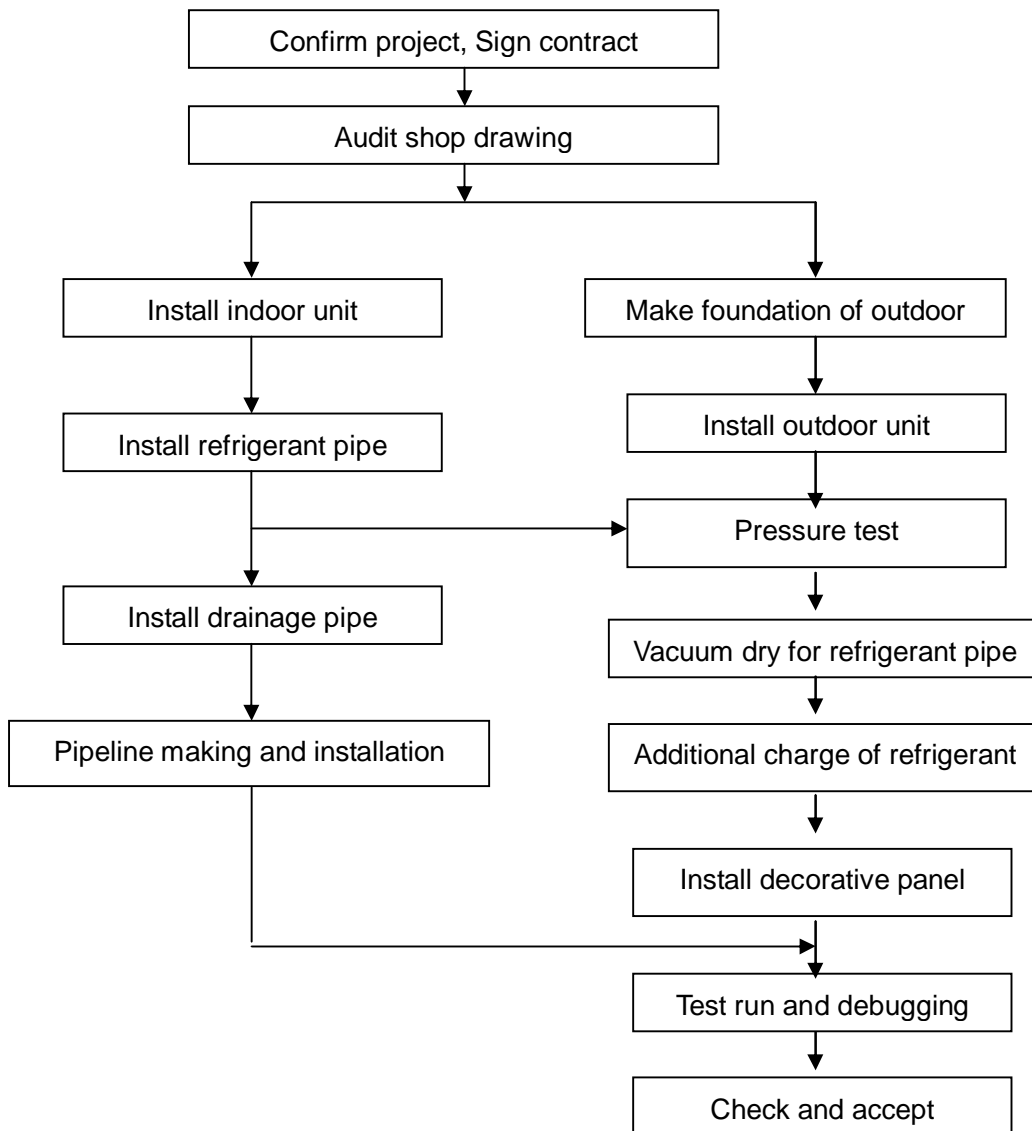 Confirm project, Sign contract
Audit shop drawing
Install indoor unit
Make foundation of outdoor
Install refrigerant pipe
Install outdoor unit
Pressure test
Install drainage pipe
Vacuum dry for refrigerant pipe
Pipeline making and installation
Additional charge of refrigerant
Install decorative panel
Test run and debugging
Check and accept